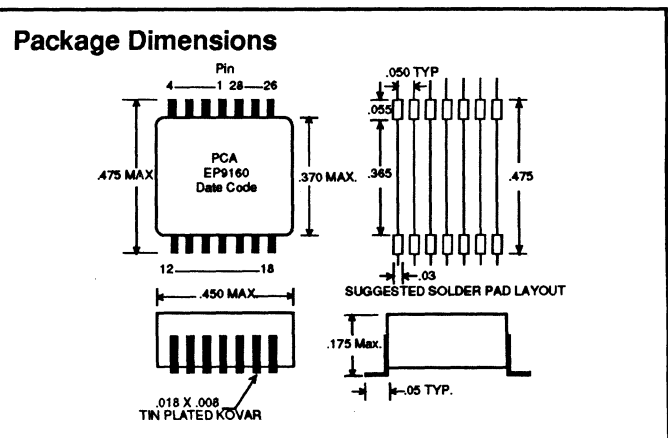 Package Dimensions
Pin
4 1 28 26
.050 TYP
.055
PCA
EP9160
Date Code
.475 MAX
.370 MAX.
.365
.475
12 18
.03
.450 MAX.
SUGGESTED SOLDER PAD LAYOUT
.175 Max.
.018 X .008
TIN PLATED KOVAR
.05 TYP.